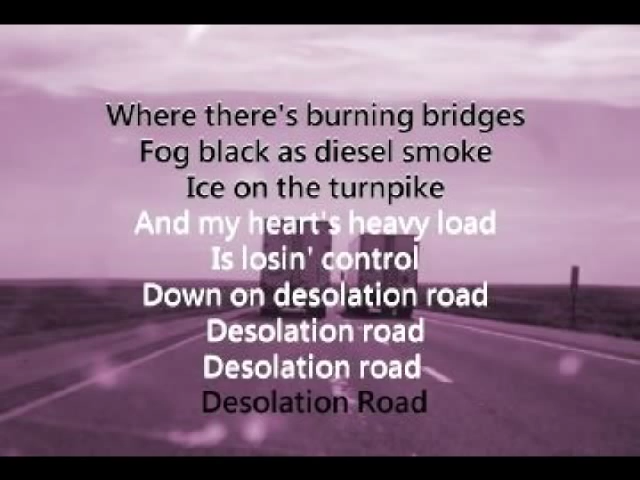 Where there's burning bridges
Fog black as diesel smoke
Ice on the turnpike
And my heart's heavy load
Is losin' control
Down on desolation road
Desolation road
Desolation road
Desolation Road